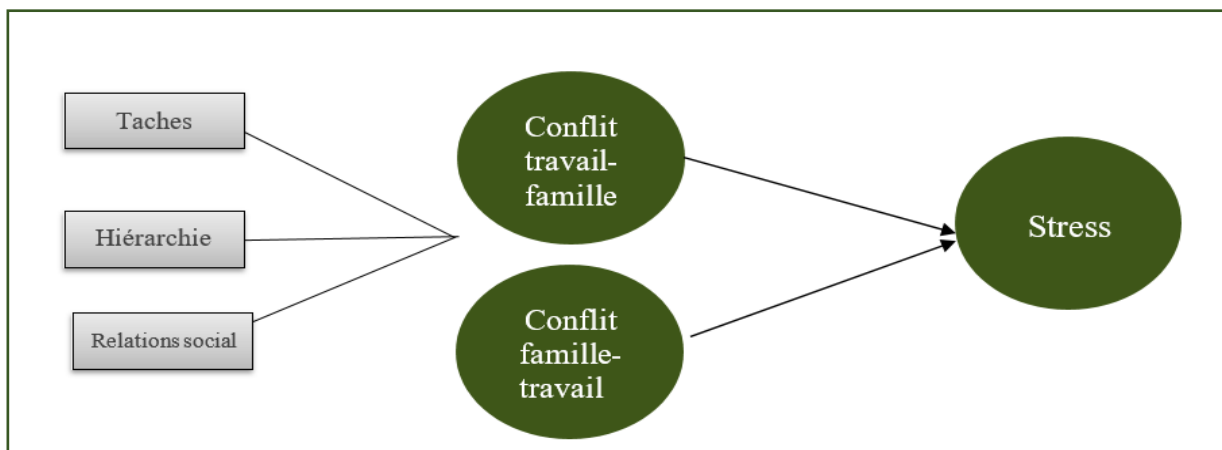 Taches
Hiérarchie
Relations social
Conflit
travail-
famille
Conflit
famille-
travail
Stress